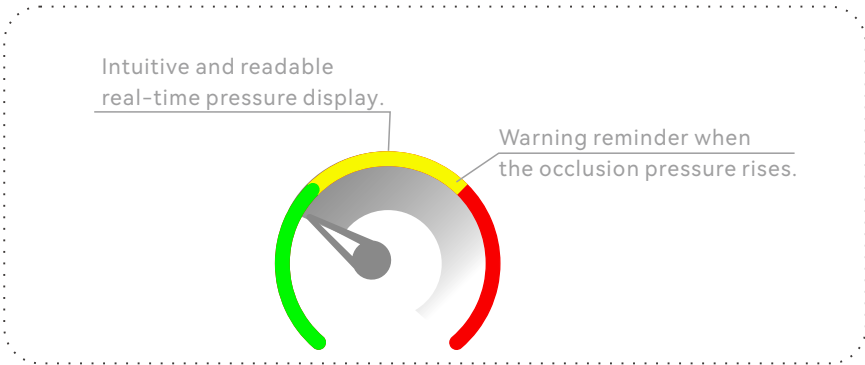 Intuitive and readable
real-time pressure display.
Warning reminder when
the occlusion pressure rises.